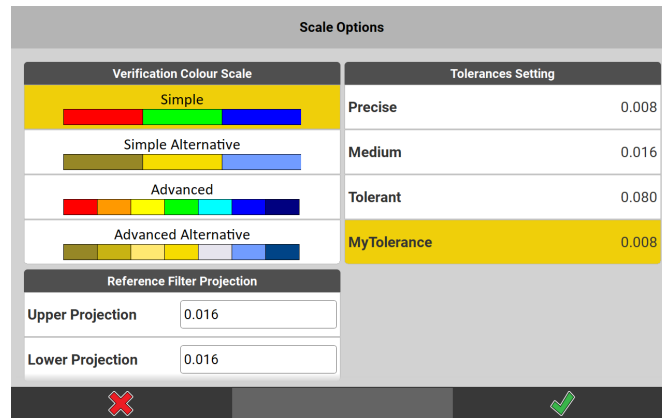 Scale Options
Verification Colour Scale
Simple
Simple Alternative
Advanced
Advanced Alternative
Reference Filter Projection
Upper Projection 0.016
Lower Projection 0.016
Tolerances Setting
Precise 0.008
Medium 0.016
Tolerant 0.080
MyTolerance 0.008